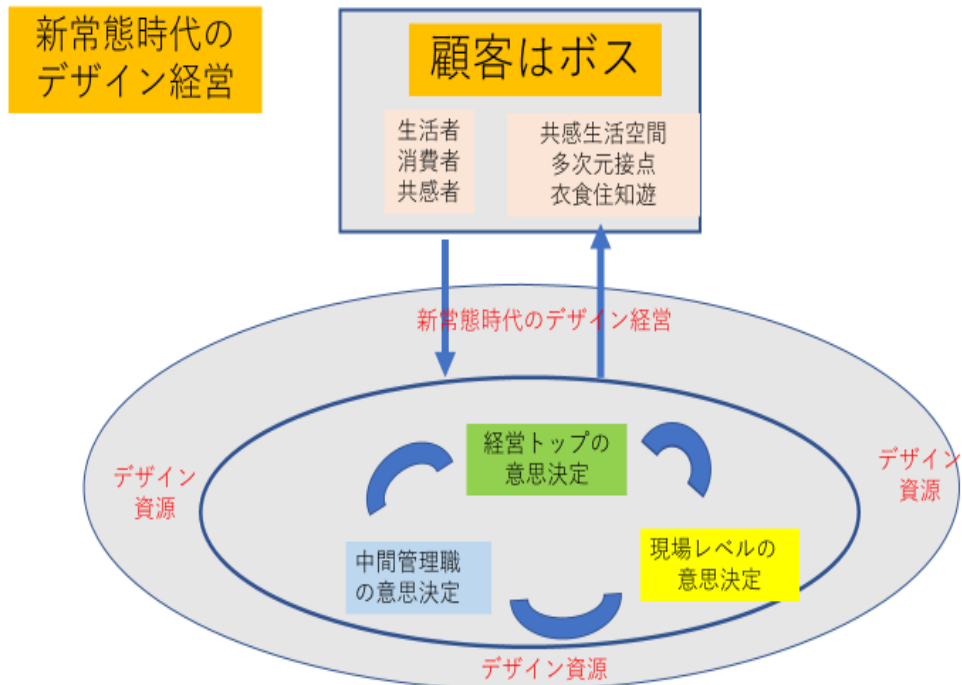 新常態時代の
デザイン経営
顧客はボス
生活者
消費者
共感者
共感生活空間
多次元接点
衣食住知遊
新常態時代のデザイン経営
経営トップの
意思決定
デザイン
資源
デザイン
資源
中間管理職
の意思決定
現場レベルの
意思決定
デザイン資源